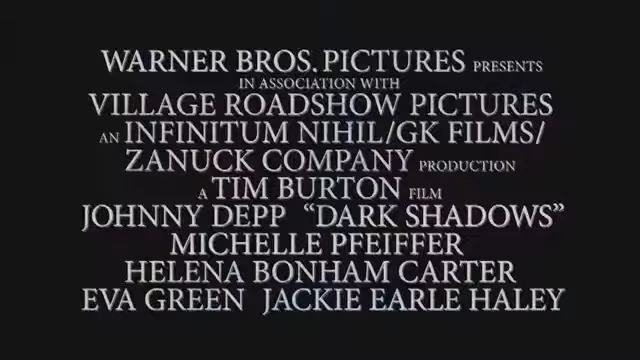 WARNER BROS. PICTURES PRESENTS
IN ASSOCIATION WITH
VILLAGE ROADSHOW PICTURES
AN INFINITUM NIHIL/GK FILMS/
ZANUCK COMPANY PRODUCTION
A TIM BURTON FILM
JOHNNY DEPP "DARK SHADOWS"
MICHELLE PFEIFFER
HELENA BONHAM CARTER
EVA GREEN JACKIE EARLE HALEY